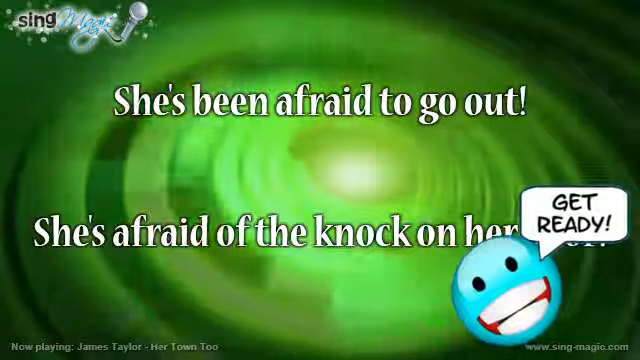 sing Magic
She's been afraid to go out!
GET
READY!
She's afraid of the knock on her
Now playing: James Taylor - Her Town Too
www.sing-magic.com